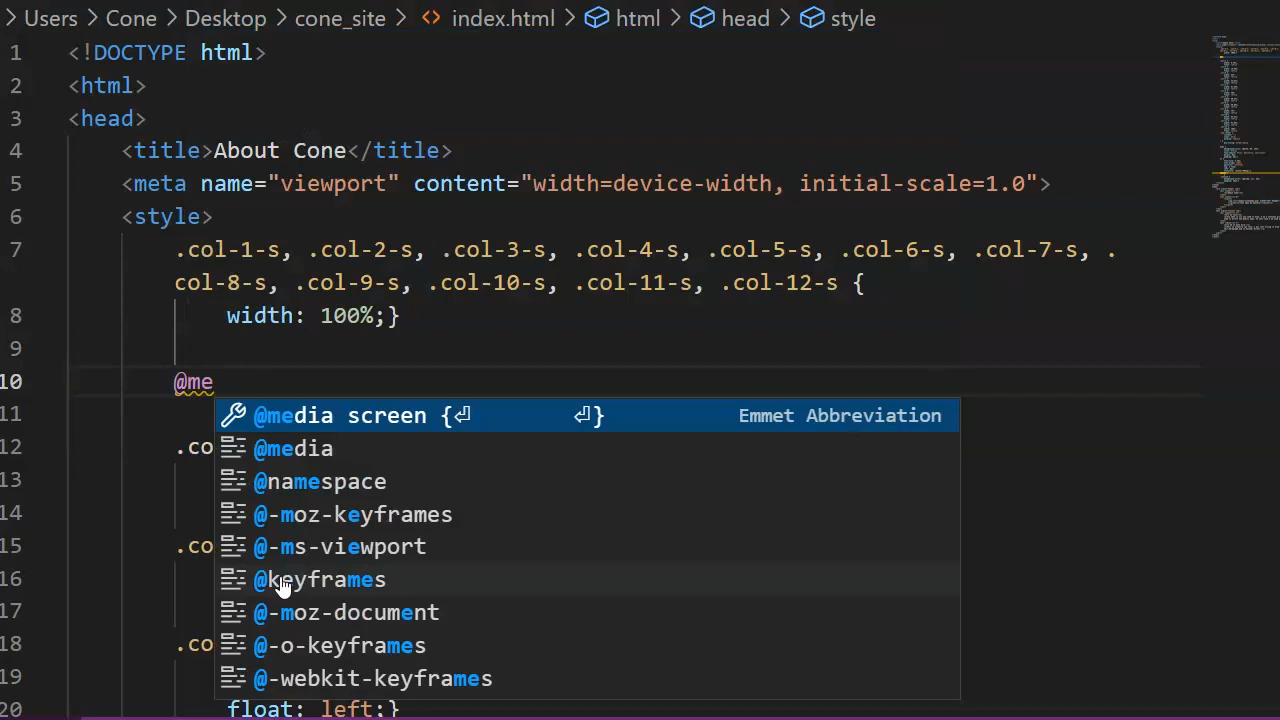 Users > Cone > Desktop > cone_site > index.html > html > head > style
1 <!DOCTYPE html>
2 <html>
3 <head>
4 <title>About Cone</title>
5 <meta name="viewport" content="width=device-width, initial-scale=1.0">
6 <style>
7 .col-1-s, .col-2-s, .col-3-s, .col-4-s, .col-5-s, .col-6-s, .col-7-s, .
col-8-s, .col-9-s, .col-10-s, .col-11-s, .col-12-s {
8 width: 100%;}
9
10 @me
11 @media screen {⏎ ⏎} Emmet Abbreviation
@media
12 .co
@namespace
13
@-moz-keyframes
14
@-ms-viewport
15 .co
@keyframes
16
@-moz-document
17
@-o-keyframes
18 .co
@-webkit-keyframes
19
20 float: left;}